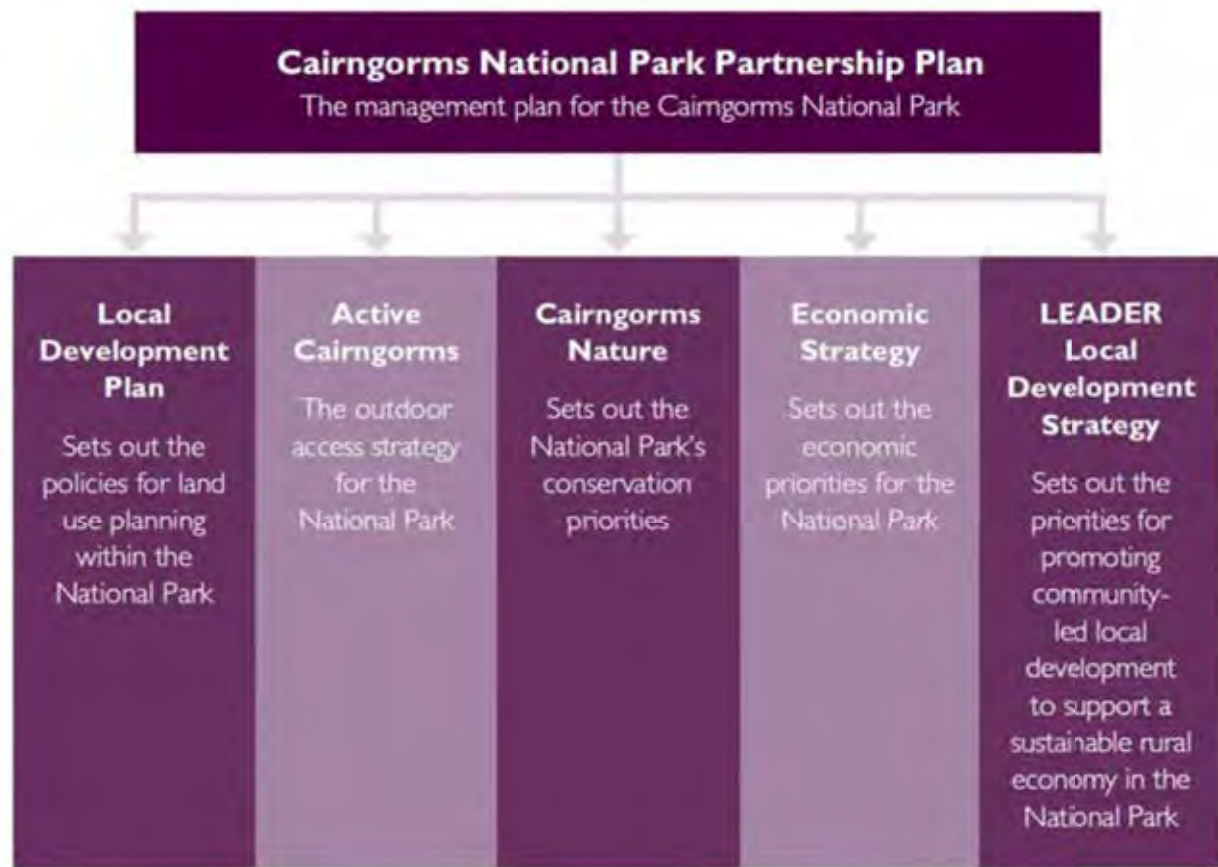 Cairngorms National Park Partnership Plan
The management plan for the Cairngorms National Park
Local
Development
Plan
Sets out the
policies for land
use planning
within the
National Park
Active
Cairngorms
The outdoor
access strategy
for the
National Park
Cairngorms
Nature
Sets out the
National Park's
conservation
priorities
Economic
Strategy
Sets out the
economic
priorities for the
National Park
LEADER
Local
Development
Strategy
Sets out the
priorities for
promoting
community-
led local
development
to support a
sustainable rural
economy in the
National Park